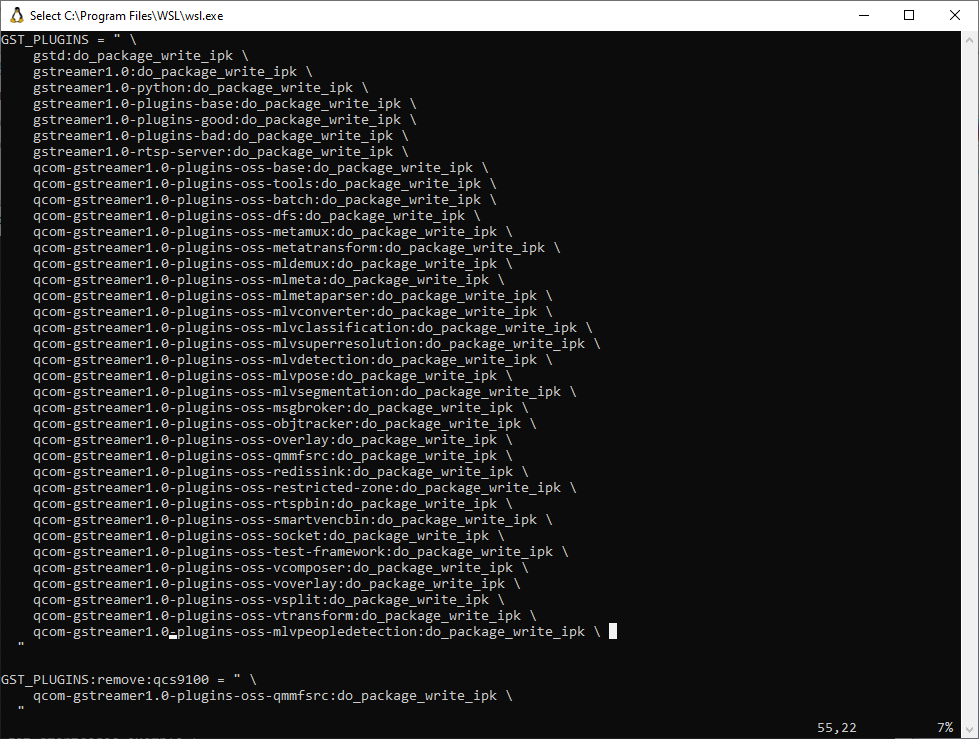 Select C:\Program Files\WSL\wsl.exe
GST_PLUGINS = " \
gstd:do_package_write_ipk \
gstreamer1.0:do_package_write_ipk \
gstreamer1.0-python:do_package_write_ipk \
gstreamer1.0-plugins-base:do_package_write_ipk \
gstreamer1.0-plugins-good:do_package_write_ipk \
gstreamer1.0-plugins-bad:do_package_write_ipk \
gstreamer1.0-rtsp-server:do_package_write_ipk \
qcom-gstreamer1.0-plugins-oss-base:do_package_write_ipk \
qcom-gstreamer1.0-plugins-oss-tools:do_package_write_ipk \
qcom-gstreamer1.0-plugins-oss-batch:do_package_write_ipk \
qcom-gstreamer1.0-plugins-oss-dfs:do_package_write_ipk \
qcom-gstreamer1.0-plugins-oss-metamux:do_package_write_ipk \
qcom-gstreamer1.0-plugins-oss-metatransform:do_package_write_ipk \
qcom-gstreamer1.0-plugins-oss-mldemux:do_package_write_ipk \
qcom-gstreamer1.0-plugins-oss-mlmeta:do_package_write_ipk \
qcom-gstreamer1.0-plugins-oss-mlmetaparser:do_package_write_ipk \
qcom-gstreamer1.0-plugins-oss-mlvconverter:do_package_write_ipk \
qcom-gstreamer1.0-plugins-oss-mlvclassification:do_package_write_ipk \
qcom-gstreamer1.0-plugins-oss-mlvsuperresolution:do_package_write_ipk \
qcom-gstreamer1.0-plugins-oss-mlvdetection:do_package_write_ipk \
qcom-gstreamer1.0-plugins-oss-mlvpose:do_package_write_ipk \
qcom-gstreamer1.0-plugins-oss-mlvsegmentation:do_package_write_ipk \
qcom-gstreamer1.0-plugins-oss-msgbroker:do_package_write_ipk \
qcom-gstreamer1.0-plugins-oss-objtracker:do_package_write_ipk \
qcom-gstreamer1.0-plugins-oss-overlay:do_package_write_ipk \
qcom-gstreamer1.0-plugins-oss-qmmfsrc:do_package_write_ipk \
qcom-gstreamer1.0-plugins-oss-redissink:do_package_write_ipk \
qcom-gstreamer1.0-plugins-oss-restricted-zone:do_package_write_ipk \
qcom-gstreamer1.0-plugins-oss-rtspbin:do_package_write_ipk \
qcom-gstreamer1.0-plugins-oss-smartvencbin:do_package_write_ipk \
qcom-gstreamer1.0-plugins-oss-socket:do_package_write_ipk \
qcom-gstreamer1.0-plugins-oss-test-framework:do_package_write_ipk \
qcom-gstreamer1.0-plugins-oss-vcomposer:do_package_write_ipk \
qcom-gstreamer1.0-plugins-oss-voverlay:do_package_write_ipk \
qcom-gstreamer1.0-plugins-oss-vsplit:do_package_write_ipk \
qcom-gstreamer1.0-plugins-oss-vtransform:do_package_write_ipk \
qcom-gstreamer1.0-plugins-oss-mlvpeopledetection:do_package_write_ipk \
"
GST_PLUGINS:remove:qcs9100 = " \
qcom-gstreamer1.0-plugins-oss-qmmfsrc:do_package_write_ipk \
"
55,22 7%